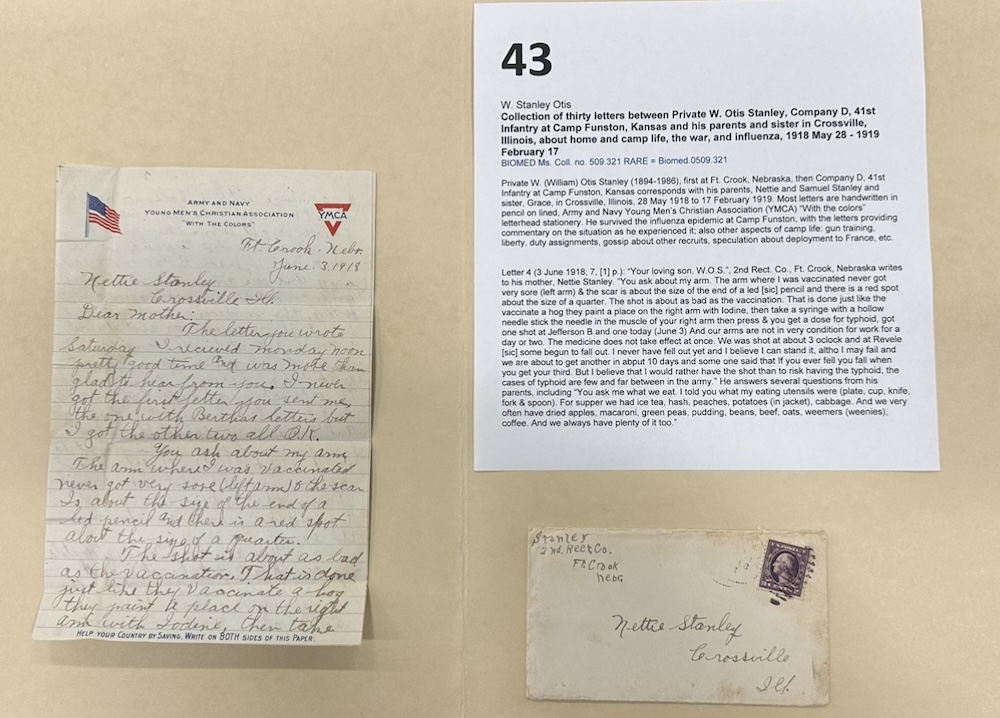 ARMY AND NAVY
YOUNG MEN'S CHRISTIAN ASSOCIATION
"WITH THE COLORS"
YMCA
Ft. Crook. Nebr.
June. 3, 1918
Nettie Stanley
Crossville Ill
Dear Mother:
The letter you wrote
Saturday I recieved monday noon
pretty good time and was more than
glad to hear from you. I never
got the first letter you sent me,
the one with Berthas letters but
I got the other two all O.K.
You ask about my arm
The arm where I was vaccinated
never got very sore (left arm) & the scar
Is about the size of the end of a
led pencil and there is a red spot
about the size of a quarter.
The shot is about as bad
as the vaccination. That is done
just like they vaccinate a hog
they paint a place on the right
arm with Iodine, then take
HELP YOUR COUNTRY BY SAVING. WRITE ON BOTH SIDES OF THIS PAPER
43
W. Stanley Otis
Collection of thirty letters between Private W. Otis Stanley, Company D, 41st
Infantry at Camp Funston, Kansas and his parents and sister in Crossville,
Illinois, about home and camp life, the war, and influenza, 1918 May 28 - 1919
February 17
BIOMED Ms. Coll. no. 509.321 RARE = Biomed.0509.321
Private W. (William) Otis Stanley (1894-1986), first at Ft. Crook, Nebraska, then Company D, 41st
Infantry at Camp Funston, Kansas corresponds with his parents, Nettie and Samuel Stanley and
sister, Grace, in Crossville, Illinois, 28 May 1918 to 17 February 1919. Most letters are handwritten in
pencil on lined, Army and Navy Young Men's Christian Association (YMCA) "With the colors"
letterhead stationery. He survived the influenza epidemic at Camp Funston, with the letters providing
commentary on the situation as he experienced it; also other aspects of camp life: gun training,
liberty, duty assignments, gossip about other recruits, speculation about deployment to France, etc.
Letter 4 (3 June 1918; 7, [1] p.): "Your loving son, W.O.S.", 2nd Rect. Co., Ft. Crook, Nebraska writes
to his mother, Nettie Stanley. "You ask about my arm. The arm where I was vaccinated never got
very sore (left arm) & the scar is about the size of the end of a led [sic] pencil and there is a red spot
about the size of a quarter. The shot is about as bad as the vaccination. That is done just like the
vaccinate a hog they paint a place on the right arm with Iodine, then take a syringe with a hollow
needle stick the needle in the muscle of your right arm then press & you get a dose for typhoid, got
one shot at Jefferson B and one today (June 3) And our arms are not in very condition for work for a
day or two. The medicine does not take effect at once. We was shot at about 3 oclock and at Revele
[sic] some begun to fall out. I never have fell out yet and I believe I can stand it, altho I may fail and
we are about to get another in about 10 days and some one said that If you ever fell you fall when
you get your third. But I believe that I would rather have the shot than to risk having the typhoid, the
cases of typhoid are few and far between in the army." He answers several questions from his
parents, including "You ask me what we eat. I told you what my eating utensils were (plate, cup, knife,
fork & spoon). For supper we had ice tea, hash, peaches, potatoes (in jacket), cabbage. And we very
often have dried apples, macaroni, green peas, pudding, beans, beef, oats, weemers (weenies),
coffee. And we always have plenty of it too."
Stanley
2nd. Rect Co.
Ft Crook
Nebr
Nettie Stanley
Crossville
Ill.